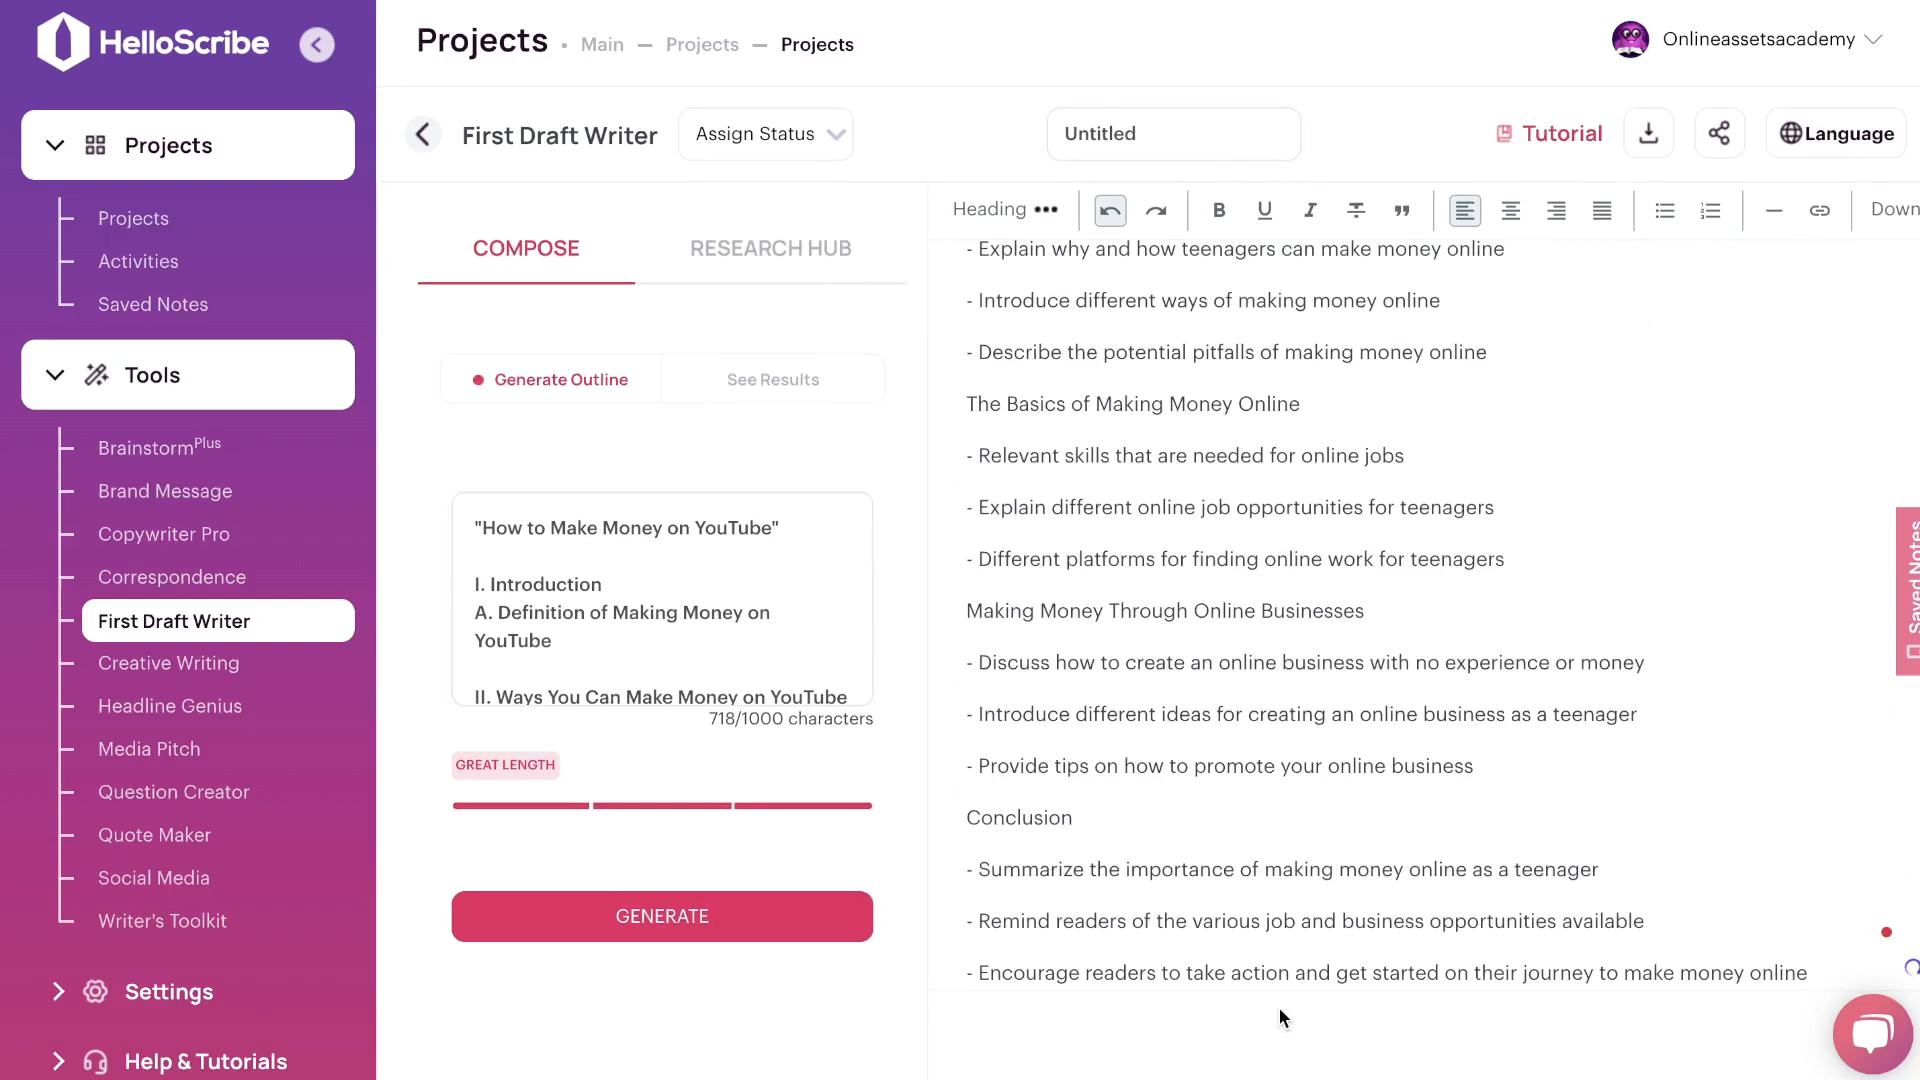 HelloScribe
Projects
Projects
Activities
Saved Notes
Tools
BrainstormPlus
Brand Message
Copywriter Pro
Correspondence
First Draft Writer
Creative Writing
Headline Genius
Media Pitch
Question Creator
Quote Maker
Social Media
Writer's Toolkit
Settings
Help & Tutorials
Projects • Main — Projects — Projects
Onlineassetsacademy
First Draft Writer
Assign Status
Untitled
Tutorial
Language
COMPOSE
RESEARCH HUB
Generate Outline
See Results
"How to Make Money on YouTube"
I. Introduction
A. Definition of Making Money on
YouTube
II. Ways You Can Make Money on YouTube
718/1000 characters
GREAT LENGTH
GENERATE
Heading
B U I
Down
- Explain why and how teenagers can make money online
- Introduce different ways of making money online
- Describe the potential pitfalls of making money online
The Basics of Making Money Online
- Relevant skills that are needed for online jobs
- Explain different online job opportunities for teenagers
- Different platforms for finding online work for teenagers
Making Money Through Online Businesses
- Discuss how to create an online business with no experience or money
- Introduce different ideas for creating an online business as a teenager
- Provide tips on how to promote your online business
Conclusion
- Summarize the importance of making money online as a teenager
- Remind readers of the various job and business opportunities available
- Encourage readers to take action and get started on their journey to make money online
Saved Notes